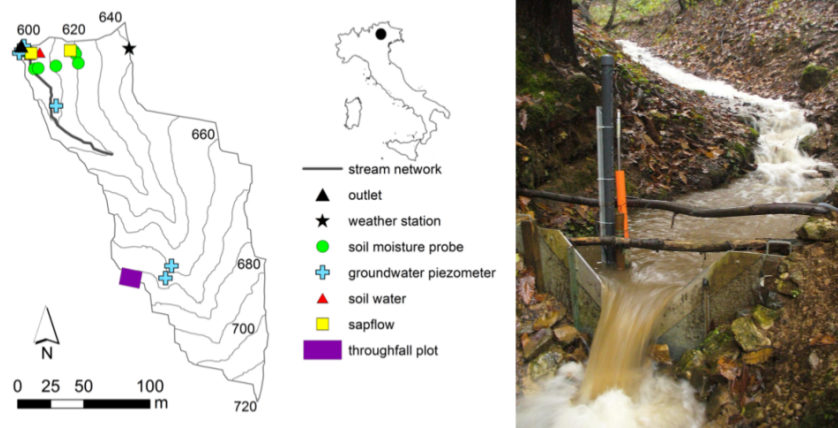 640
600
620
660
680
700
720
N
0 25 50 100
m
stream network
outlet
weather station
soil moisture probe
groundwater piezometer
soil water
sapflow
throughfall plot